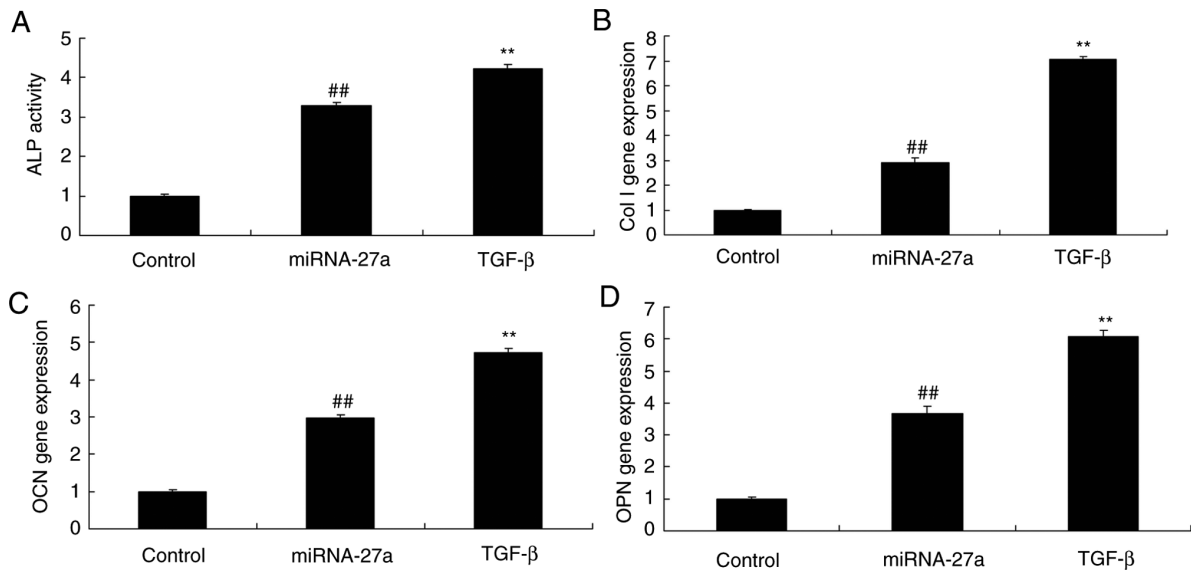 A
ALP activity
5
4
3
2
1
0
##
**
Control
miRNA-27a
TGF-β
B
Col I gene expression
8
7
6
5
4
3
2
1
0
##
**
Control
miRNA-27a
TGF-β
C
OCN gene expression
6
5
4
3
2
1
0
##
**
Control
miRNA-27a
TGF-β
D
OPN gene expression
7
6
5
4
3
2
1
0
##
**
Control
miRNA-27a
TGF-β